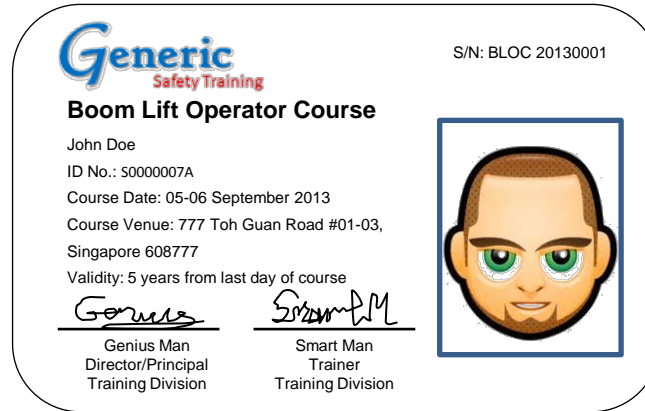 Generic
Safety Training
S/N: BLOC 20130001
Boom Lift Operator Course
John Doe
ID No.: S0000007A
Course Date: 05-06 September 2013
Course Venue: 777 Toh Guan Road #01-03,
Singapore 608777
Validity: 5 years from last day of course
Genius Man
Director/Principal
Training Division
Smart Man
Trainer
Training Division